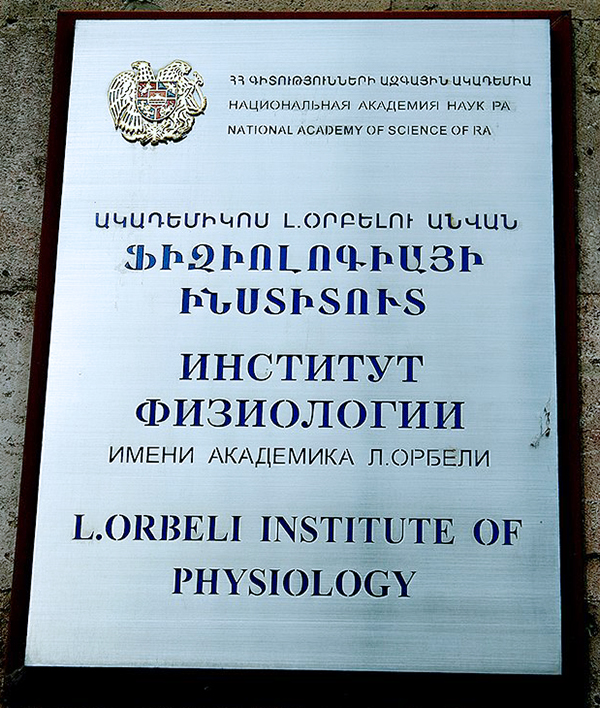 ՀՀ ԳԻՏՈՒԹՅՈՒՆՆԵՐԻ ԱԶԳԱՅԻՆ ԱԿԱԴԵՄԻԱ
НАЦИОНАЛЬНАЯ АКАДЕМИЯ НАУК РА
NATIONAL ACADEMY OF SCIENCE OF RA
ԱԿԱԴԵՄԻԿՈՍ Լ.ՕՐԲԵԼՈՒ ԱՆՎԱՆ
ՖԻԶԻՈԼՈԳԻԱՅԻ
ԻՆՍՏԻՏՈՒՏ
ИНСТИТУТ
ФИЗИОЛОГИИ
ИМЕНИ АКАДЕМИКА Л.ОРБЕЛИ
L.ORBELI INSTITUTE OF
PHYSIOLOGY